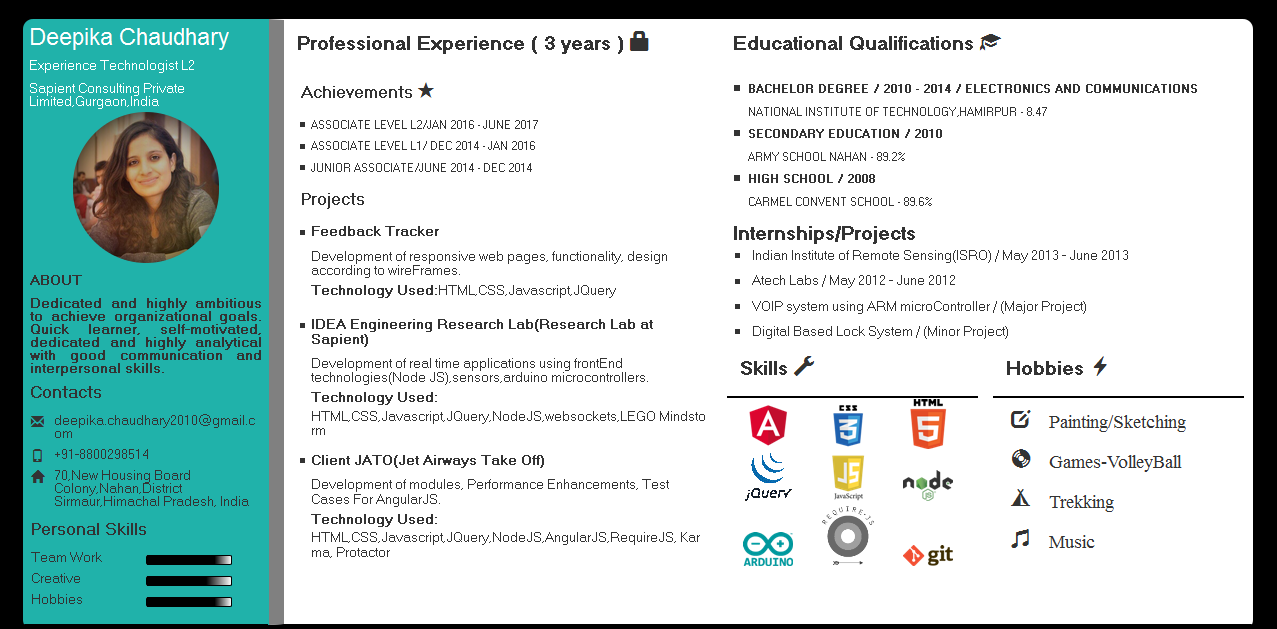 Deepika Chaudhary
Experience Technologist L2
Sapient Consulting Private
Limited,Gurgaon,India
ABOUT
Dedicated and highly ambitious
to achieve organizational goals.
Quick learner, self-motivated,
dedicated and highly analytical
with good communication and
interpersonal skills.
Contacts
deepika.chaudhary2010@gmail.c
om
+91-8800298514
70,New Housing Board
Colony,Nahan,District
Sirmaur,Himachal Pradesh, India
Personal Skills
Team Work
Creative
Hobbies
Professional Experience ( 3 years )
Achievements
ASSOCIATE LEVEL L2/JAN 2016 - JUNE 2017
ASSOCIATE LEVEL L1/ DEC 2014 - JAN 2016
JUNIOR ASSOCIATE/JUNE 2014 - DEC 2014
Projects
Feedback Tracker
Development of responsive web pages, functionality, design
according to wireFrames.
Technology Used:HTML,CSS,Javascript,JQuery
IDEA Engineering Research Lab(Research Lab at
Sapient)
Development of real time applications using frontEnd
technologies(Node JS),sensors,arduino microcontrollers.
Technology Used:
HTML,CSS,Javascript,JQuery,NodeJS,websockets,LEGO Mindsto
rm
Client JATO(Jet Airways Take Off)
Development of modules, Performance Enhancements, Test
Cases For AngularJS.
Technology Used:
HTML,CSS,Javascript,JQuery,NodeJS,AngularJS,RequireJS, Kar
ma, Protactor
Educational Qualifications
BACHELOR DEGREE / 2010 - 2014 / ELECTRONICS AND COMMUNICATIONS
NATIONAL INSTITUTE OF TECHNOLOGY,HAMIRPUR - 8.47
SECONDARY EDUCATION / 2010
ARMY SCHOOL NAHAN - 89.2%
HIGH SCHOOL / 2008
CARMEL CONVENT SCHOOL - 89.6%
Internships/Projects
Indian Institute of Remote Sensing(ISRO) / May 2013 - June 2013
Atech Labs / May 2012 - June 2012
VOIP system using ARM microController / (Major Project)
Digital Based Lock System / (Minor Project)
Skills
A CSS 3 HTML 5
jQuery JS JavaScript node JS
ARDUINO REQUIRE-JS git
Hobbies
Painting/Sketching
Games-VolleyBall
Trekking
Music